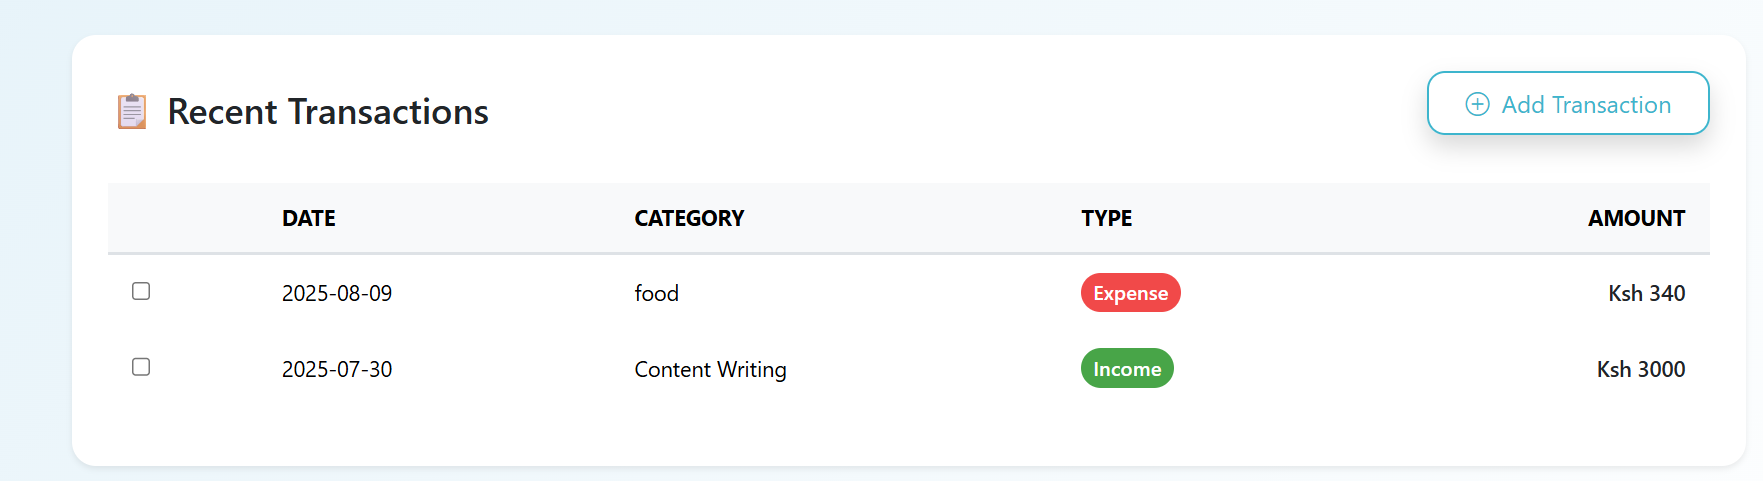 Recent Transactions
Add Transaction
DATE CATEGORY TYPE AMOUNT
2025-08-09 food Expense Ksh 340
2025-07-30 Content Writing Income Ksh 3000